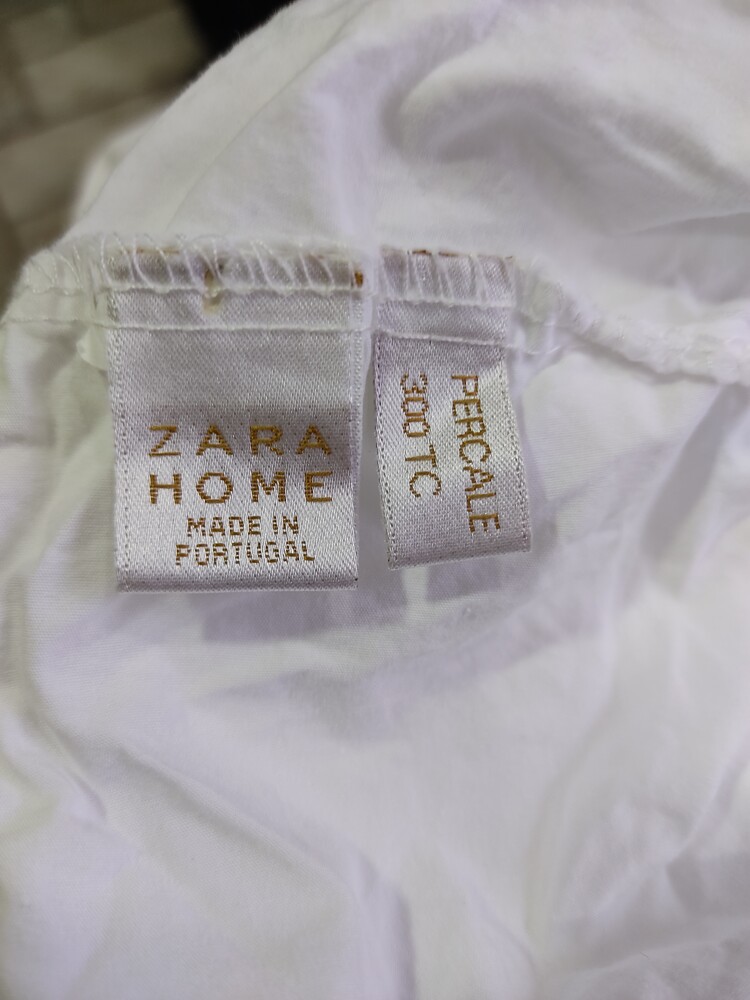 ZARA
HOME
MADE IN
PORTUGAL
PERCALE
300 TC